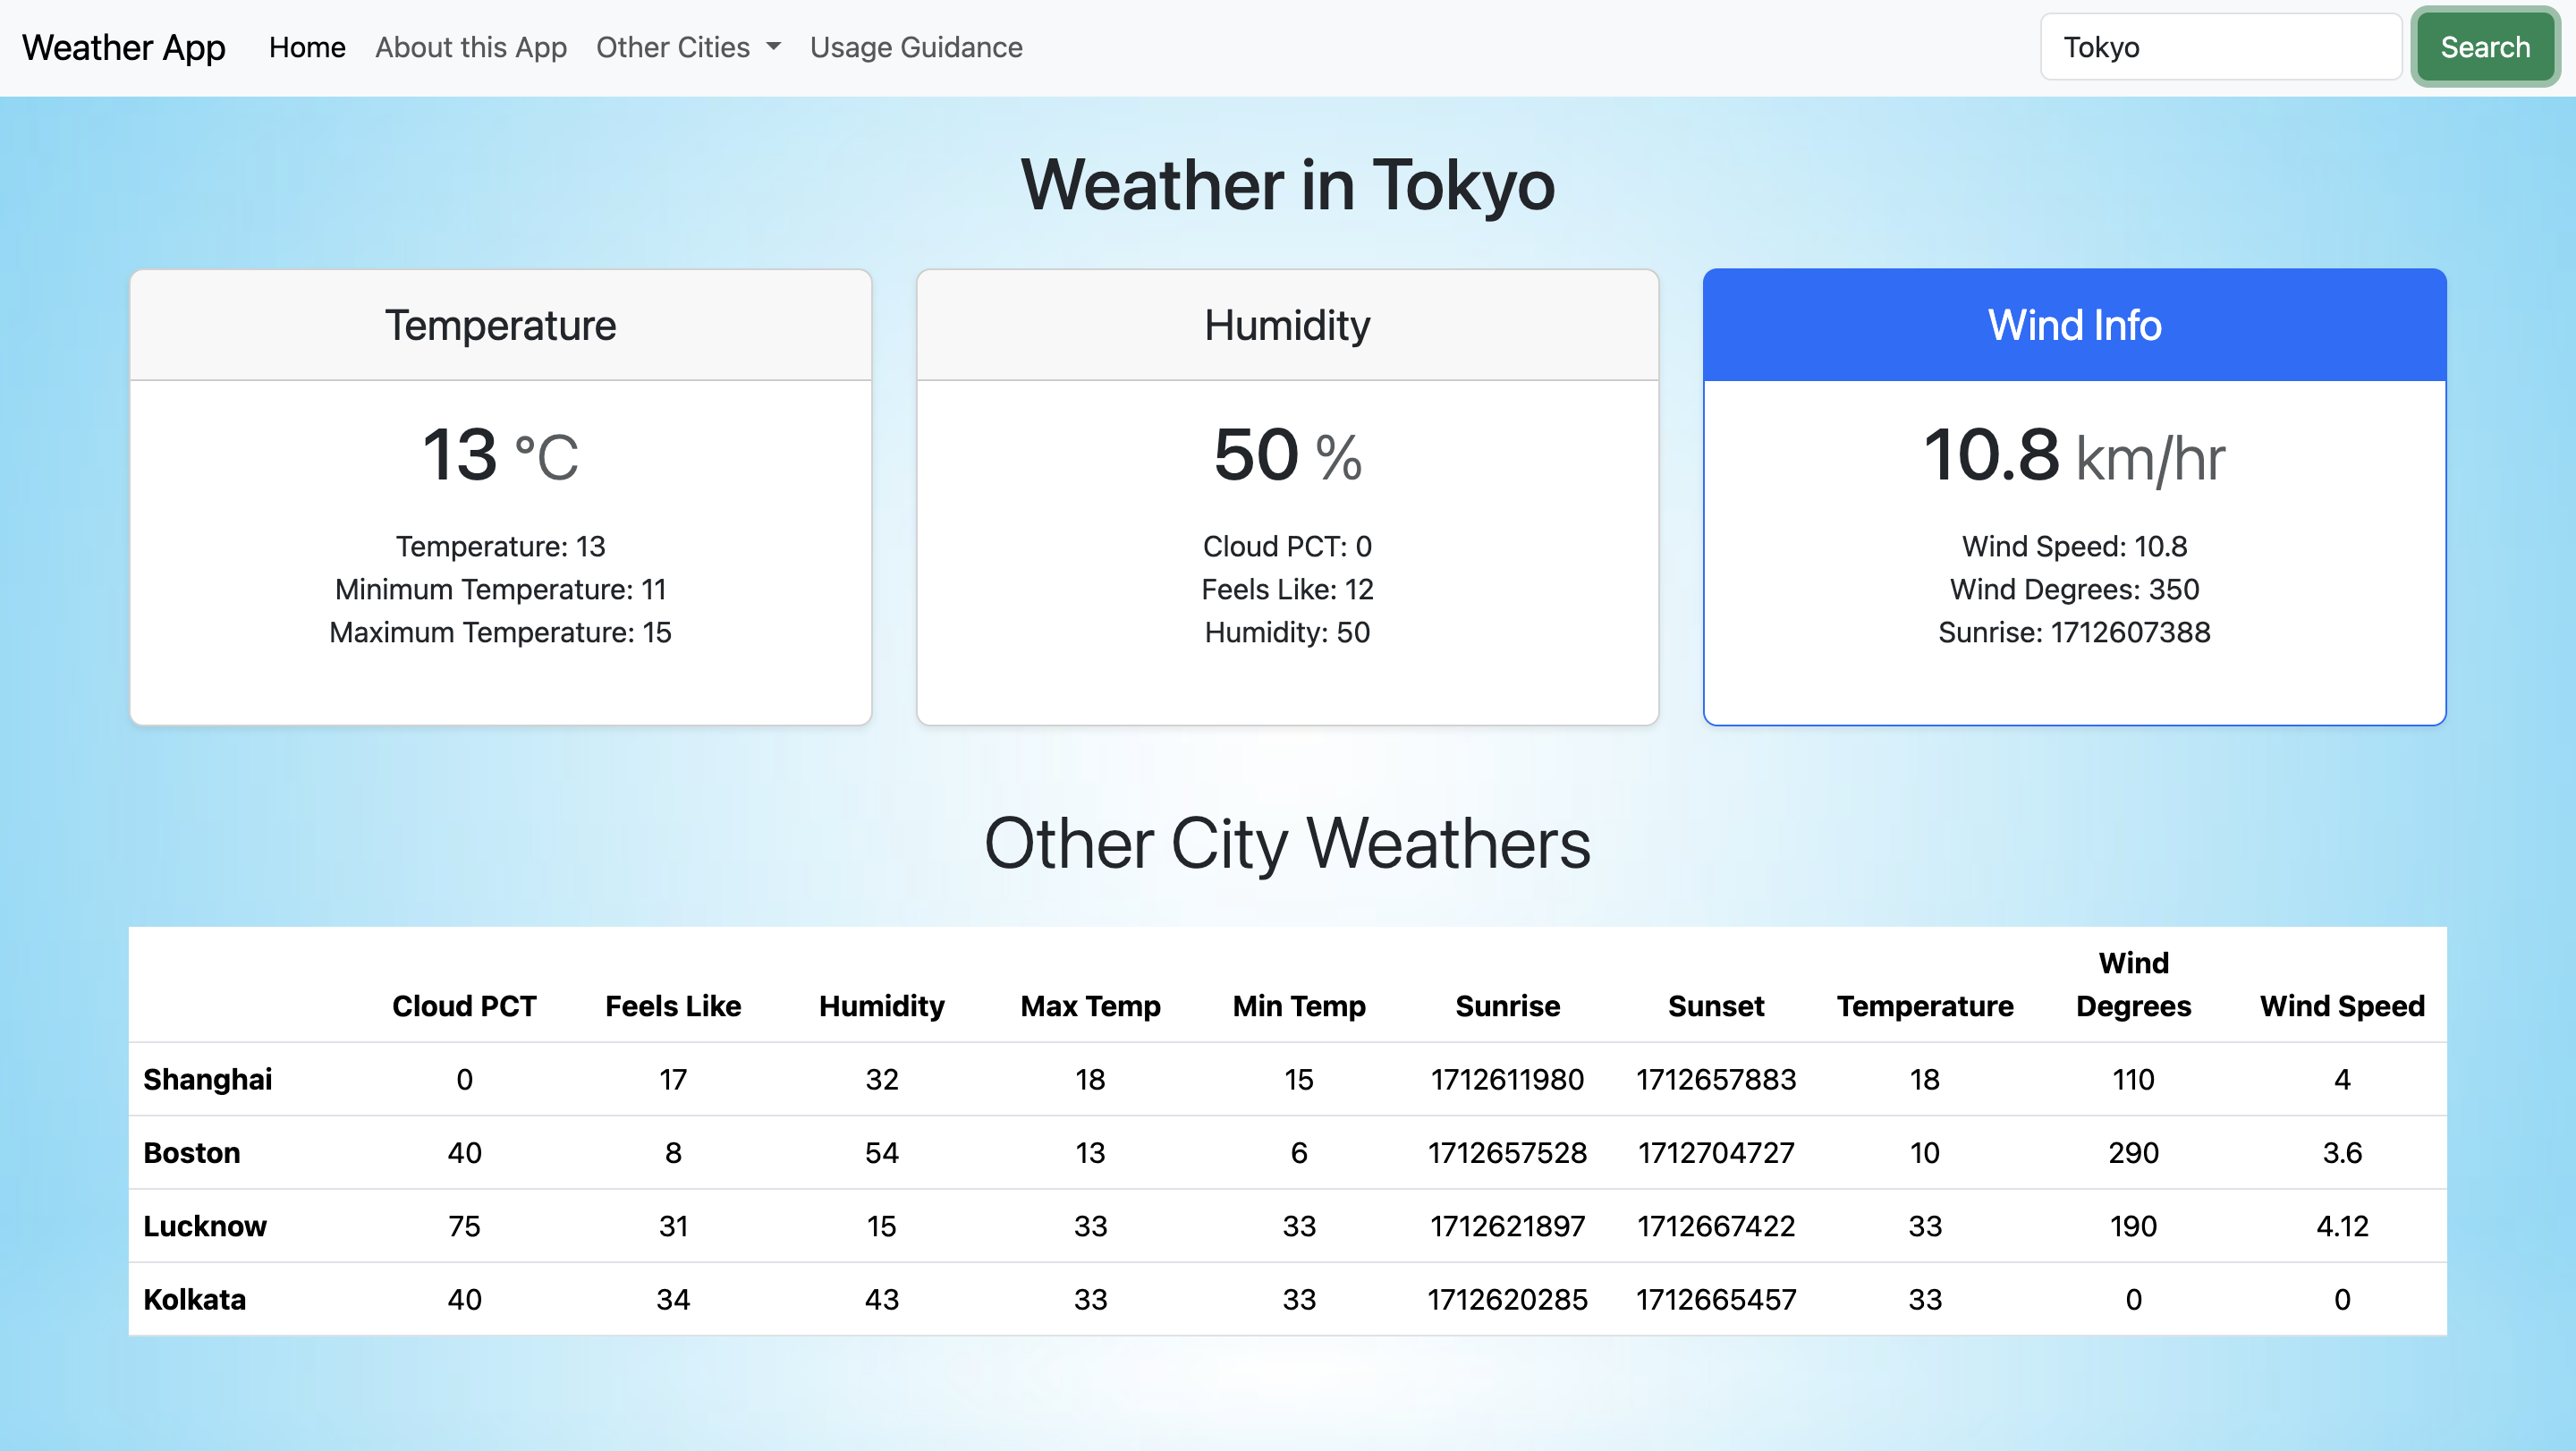 Weather App Home About this App Other Cities Usage Guidance Tokyo Search
Weather in Tokyo
Temperature
13 °C
Temperature: 13
Minimum Temperature: 11
Maximum Temperature: 15
Humidity
50 %
Cloud PCT: 0
Feels Like: 12
Humidity: 50
Wind Info
10.8 km/hr
Wind Speed: 10.8
Wind Degrees: 350
Sunrise: 1712607388
Other City Weathers
Cloud PCT Feels Like Humidity Max Temp Min Temp Sunrise Sunset Temperature Wind Degrees Wind Speed
Shanghai 0 17 32 18 15 1712611980 1712657883 18 110 4
Boston 40 8 54 13 6 1712657528 1712704727 10 290 3.6
Lucknow 75 31 15 33 33 1712621897 1712667422 33 190 4.12
Kolkata 40 34 43 33 33 1712620285 1712665457 33 0 0